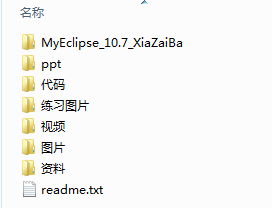 名称
MyEclipse_10.7_XiaZaiBa
ppt
代码
练习图片
视频
图片
资料
readme.txt